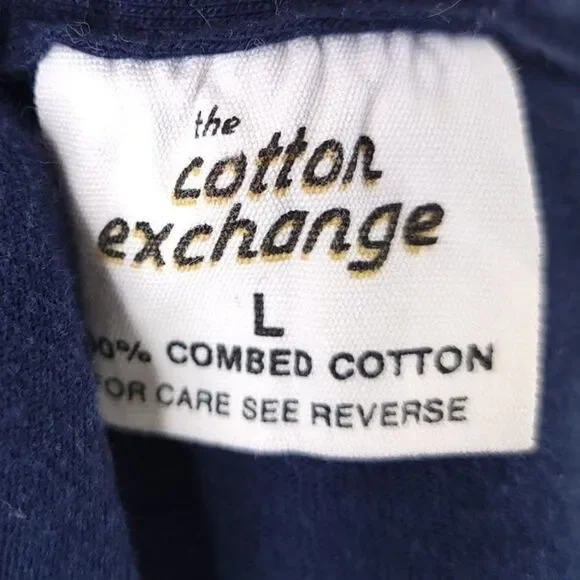 the
cotton
exchange
L
00% COMBED COTTON
FOR CARE SEE REVERSE